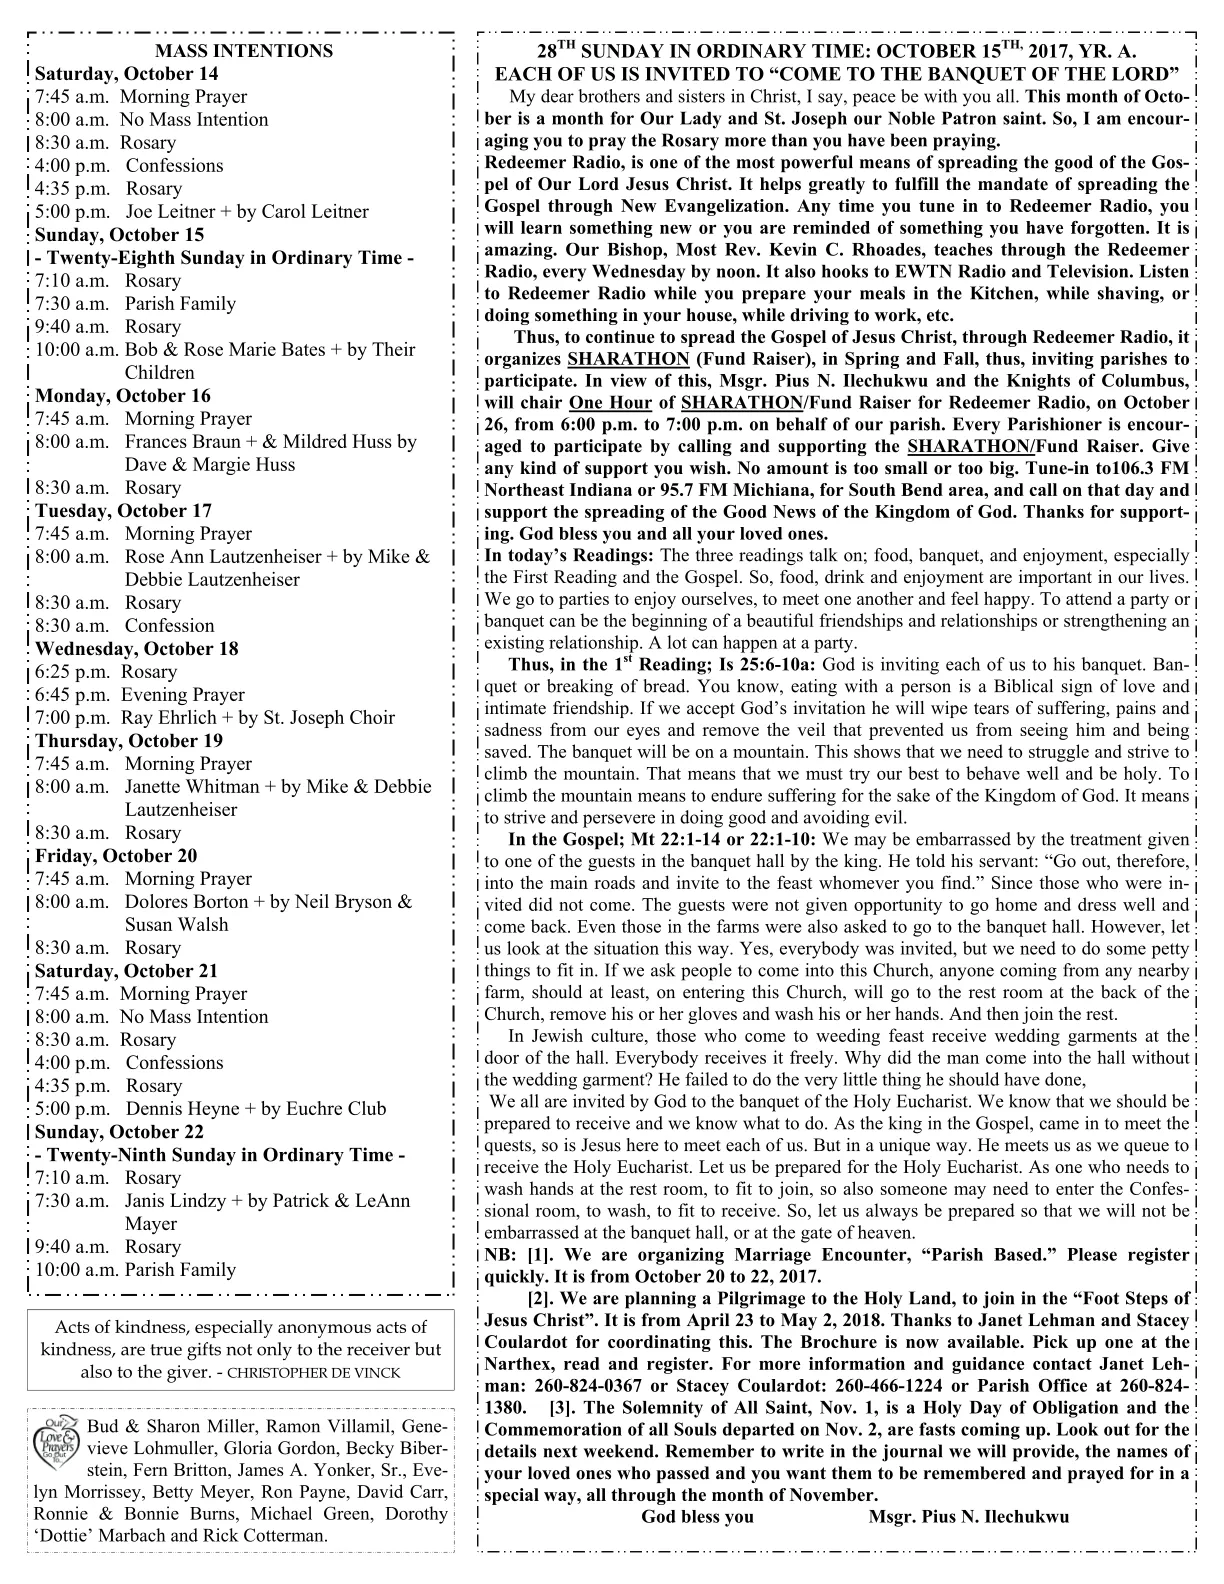 MASS INTENTIONS
Saturday, October 14
7:45 a.m. Morning Prayer
8:00 a.m. No Mass Intention
8:30 a.m. Rosary
4:00 p.m. Confessions
4:35 p.m. Rosary
5:00 p.m. Joe Leitner + by Carol Leitner
Sunday, October 15
- Twenty-Eighth Sunday in Ordinary Time -
7:10 a.m. Rosary
7:30 a.m. Parish Family
9:40 a.m. Rosary
10:00 a.m. Bob & Rose Marie Bates + by Their
Children
Monday, October 16
7:45 a.m. Morning Prayer
8:00 a.m. Frances Braun + & Mildred Huss by
Dave & Margie Huss
8:30 a.m. Rosary
Tuesday, October 17
7:45 a.m. Morning Prayer
8:00 a.m. Rose Ann Lautzenheiser + by Mike &
Debbie Lautzenheiser
8:30 a.m. Rosary
8:30 a.m. Confession
Wednesday, October 18
6:25 p.m. Rosary
6:45 p.m. Evening Prayer
7:00 p.m. Ray Ehrlich + by St. Joseph Choir
Thursday, October 19
7:45 a.m. Morning Prayer
8:00 a.m. Janette Whitman + by Mike & Debbie
Lautzenheiser
8:30 a.m. Rosary
Friday, October 20
7:45 a.m. Morning Prayer
8:00 a.m. Dolores Borton + by Neil Bryson &
Susan Walsh
8:30 a.m. Rosary
Saturday, October 21
7:45 a.m. Morning Prayer
8:00 a.m. No Mass Intention
8:30 a.m. Rosary
4:00 p.m. Confessions
4:35 p.m. Rosary
5:00 p.m. Dennis Heyne + by Euchre Club
Sunday, October 22
- Twenty-Ninth Sunday in Ordinary Time -
7:10 a.m. Rosary
7:30 a.m. Janis Lindzy + by Patrick & LeAnn
Mayer
9:40 a.m. Rosary
10:00 a.m. Parish Family
Acts of kindness, especially anonymous acts of
kindness, are true gifts not only to the receiver but
also to the giver. - CHRISTOPHER DE VINCK
Our
Love &
Prayers
Out
To...
Bud & Sharon Miller, Ramon Villamil, Gene-
vieve Lohmuller, Gloria Gordon, Becky Biber-
stein, Fern Britton, James A. Yonker, Sr., Eve-
lyn Morrissey, Betty Meyer, Ron Payne, David Carr,
Ronnie & Bonnie Burns, Michael Green, Dorothy
‘Dottie’ Marbach and Rick Cotterman.
28TH SUNDAY IN ORDINARY TIME: OCTOBER 15TH, 2017, YR. A.
EACH OF US IS INVITED TO “COME TO THE BANQUET OF THE LORD”
My dear brothers and sisters in Christ, I say, peace be with you all. This month of Octo-
ber is a month for Our Lady and St. Joseph our Noble Patron saint. So, I am encour-
aging you to pray the Rosary more than you have been praying.
Redeemer Radio, is one of the most powerful means of spreading the good of the Gos-
pel of Our Lord Jesus Christ. It helps greatly to fulfill the mandate of spreading the
Gospel through New Evangelization. Any time you tune in to Redeemer Radio, you
will learn something new or you are reminded of something you have forgotten. It is
amazing. Our Bishop, Most Rev. Kevin C. Rhoades, teaches through the Redeemer
Radio, every Wednesday by noon. It also hooks to EWTN Radio and Television. Listen
to Redeemer Radio while you prepare your meals in the Kitchen, while shaving, or
doing something in your house, while driving to work, etc.
Thus, to continue to spread the Gospel of Jesus Christ, through Redeemer Radio, it
organizes SHARATHON (Fund Raiser), in Spring and Fall, thus, inviting parishes to
participate. In view of this, Msgr. Pius N. Ilechukwu and the Knights of Columbus,
will chair One Hour of SHARATHON/Fund Raiser for Redeemer Radio, on October
26, from 6:00 p.m. to 7:00 p.m. on behalf of our parish. Every Parishioner is encour-
aged to participate by calling and supporting the SHARATHON/Fund Raiser. Give
any kind of support you wish. No amount is too small or too big. Tune-in to106.3 FM
Northeast Indiana or 95.7 FM Michiana, for South Bend area, and call on that day and
support the spreading of the Good News of the Kingdom of God. Thanks for support-
ing. God bless you and all your loved ones.
In today’s Readings: The three readings talk on; food, banquet, and enjoyment, especially
the First Reading and the Gospel. So, food, drink and enjoyment are important in our lives.
We go to parties to enjoy ourselves, to meet one another and feel happy. To attend a party or
banquet can be the beginning of a beautiful friendships and relationships or strengthening an
existing relationship. A lot can happen at a party.
Thus, in the 1st Reading; Is 25:6-10a: God is inviting each of us to his banquet. Ban-
quet or breaking of bread. You know, eating with a person is a Biblical sign of love and
intimate friendship. If we accept God’s invitation he will wipe tears of suffering, pains and
sadness from our eyes and remove the veil that prevented us from seeing him and being
saved. The banquet will be on a mountain. This shows that we need to struggle and strive to
climb the mountain. That means that we must try our best to behave well and be holy. To
climb the mountain means to endure suffering for the sake of the Kingdom of God. It means
to strive and persevere in doing good and avoiding evil.
In the Gospel; Mt 22:1-14 or 22:1-10: We may be embarrassed by the treatment given
to one of the guests in the banquet hall by the king. He told his servant: “Go out, therefore,
into the main roads and invite to the feast whomever you find.” Since those who were in-
vited did not come. The guests were not given opportunity to go home and dress well and
come back. Even those in the farms were also asked to go to the banquet hall. However, let
us look at the situation this way. Yes, everybody was invited, but we need to do some petty
things to fit in. If we ask people to come into this Church, anyone coming from any nearby
farm, should at least, on entering this Church, will go to the rest room at the back of the
Church, remove his or her gloves and wash his or her hands. And then join the rest.
In Jewish culture, those who come to weeding feast receive wedding garments at the
door of the hall. Everybody receives it freely. Why did the man come into the hall without
the wedding garment? He failed to do the very little thing he should have done,
We all are invited by God to the banquet of the Holy Eucharist. We know that we should be
prepared to receive and we know what to do. As the king in the Gospel, came in to meet the
quests, so is Jesus here to meet each of us. But in a unique way. He meets us as we queue to
receive the Holy Eucharist. Let us be prepared for the Holy Eucharist. As one who needs to
wash hands at the rest room, to fit to join, so also someone may need to enter the Confes-
sional room, to wash, to fit to receive. So, let us always be prepared so that we will not be
embarrassed at the banquet hall, or at the gate of heaven.
NB: [1]. We are organizing Marriage Encounter, “Parish Based.” Please register
quickly. It is from October 20 to 22, 2017.
[2]. We are planning a Pilgrimage to the Holy Land, to join in the “Foot Steps of
Jesus Christ”. It is from April 23 to May 2, 2018. Thanks to Janet Lehman and Stacey
Coulardot for coordinating this. The Brochure is now available. Pick up one at the
Narthex, read and register. For more information and guidance contact Janet Leh-
man: 260-824-0367 or Stacey Coulardot: 260-466-1224 or Parish Office at 260-824-
1380. [3]. The Solemnity of All Saint, Nov. 1, is a Holy Day of Obligation and the
Commemoration of all Souls departed on Nov. 2, are fasts coming up. Look out for the
details next weekend. Remember to write in the journal we will provide, the names of
your loved ones who passed and you want them to be remembered and prayed for in a
special way, all through the month of November.
God bless you Msgr. Pius N. Ilechukwu